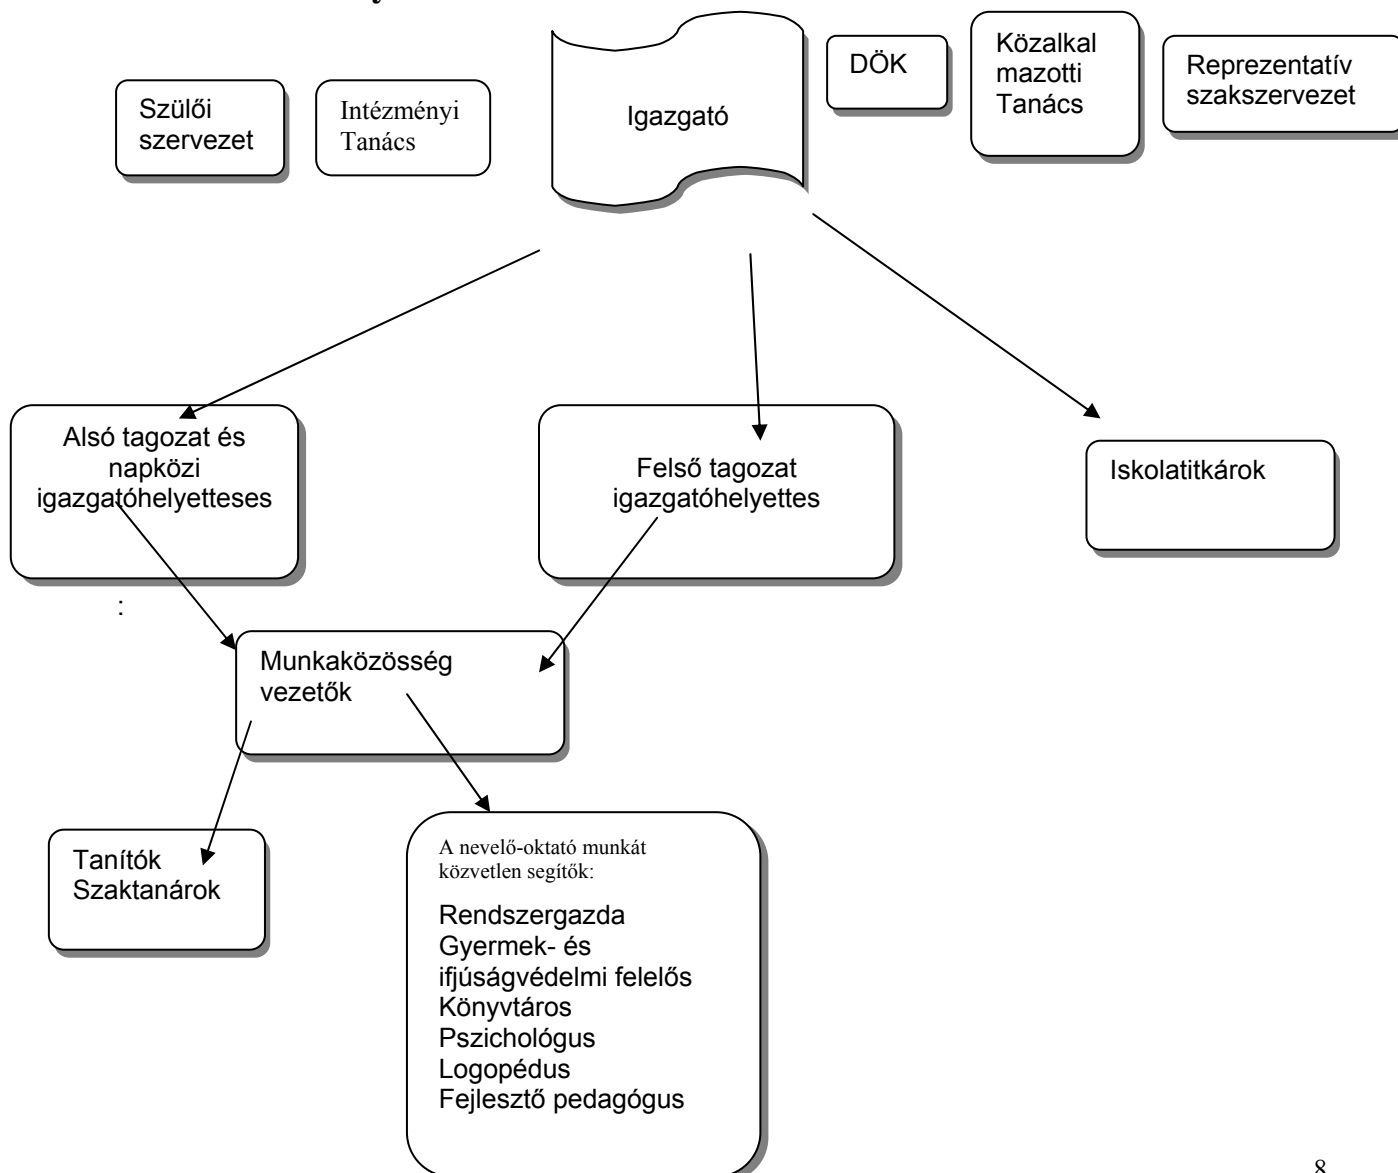 Szülői
szervezet
Intézményi
Tanács
Igazgató
DÖK
Közalkal
mazotti
Tanács
Reprezentatív
szakszervezet
Alsó tagozat és
napközi
igazgatóhelyetteses
Felső tagozat
igazgatóhelyettes
Iskolatitkárok
:
Munkaközösség
vezetők
Tanítók
Szaktanárok
A nevelő-oktató munkát
közvetlen segítők:
Rendszergazda
Gyermek- és
ifjúságvédelmi felelős
Könyvtáros
Pszichológus
Logopédus
Fejlesztő pedagógus
8